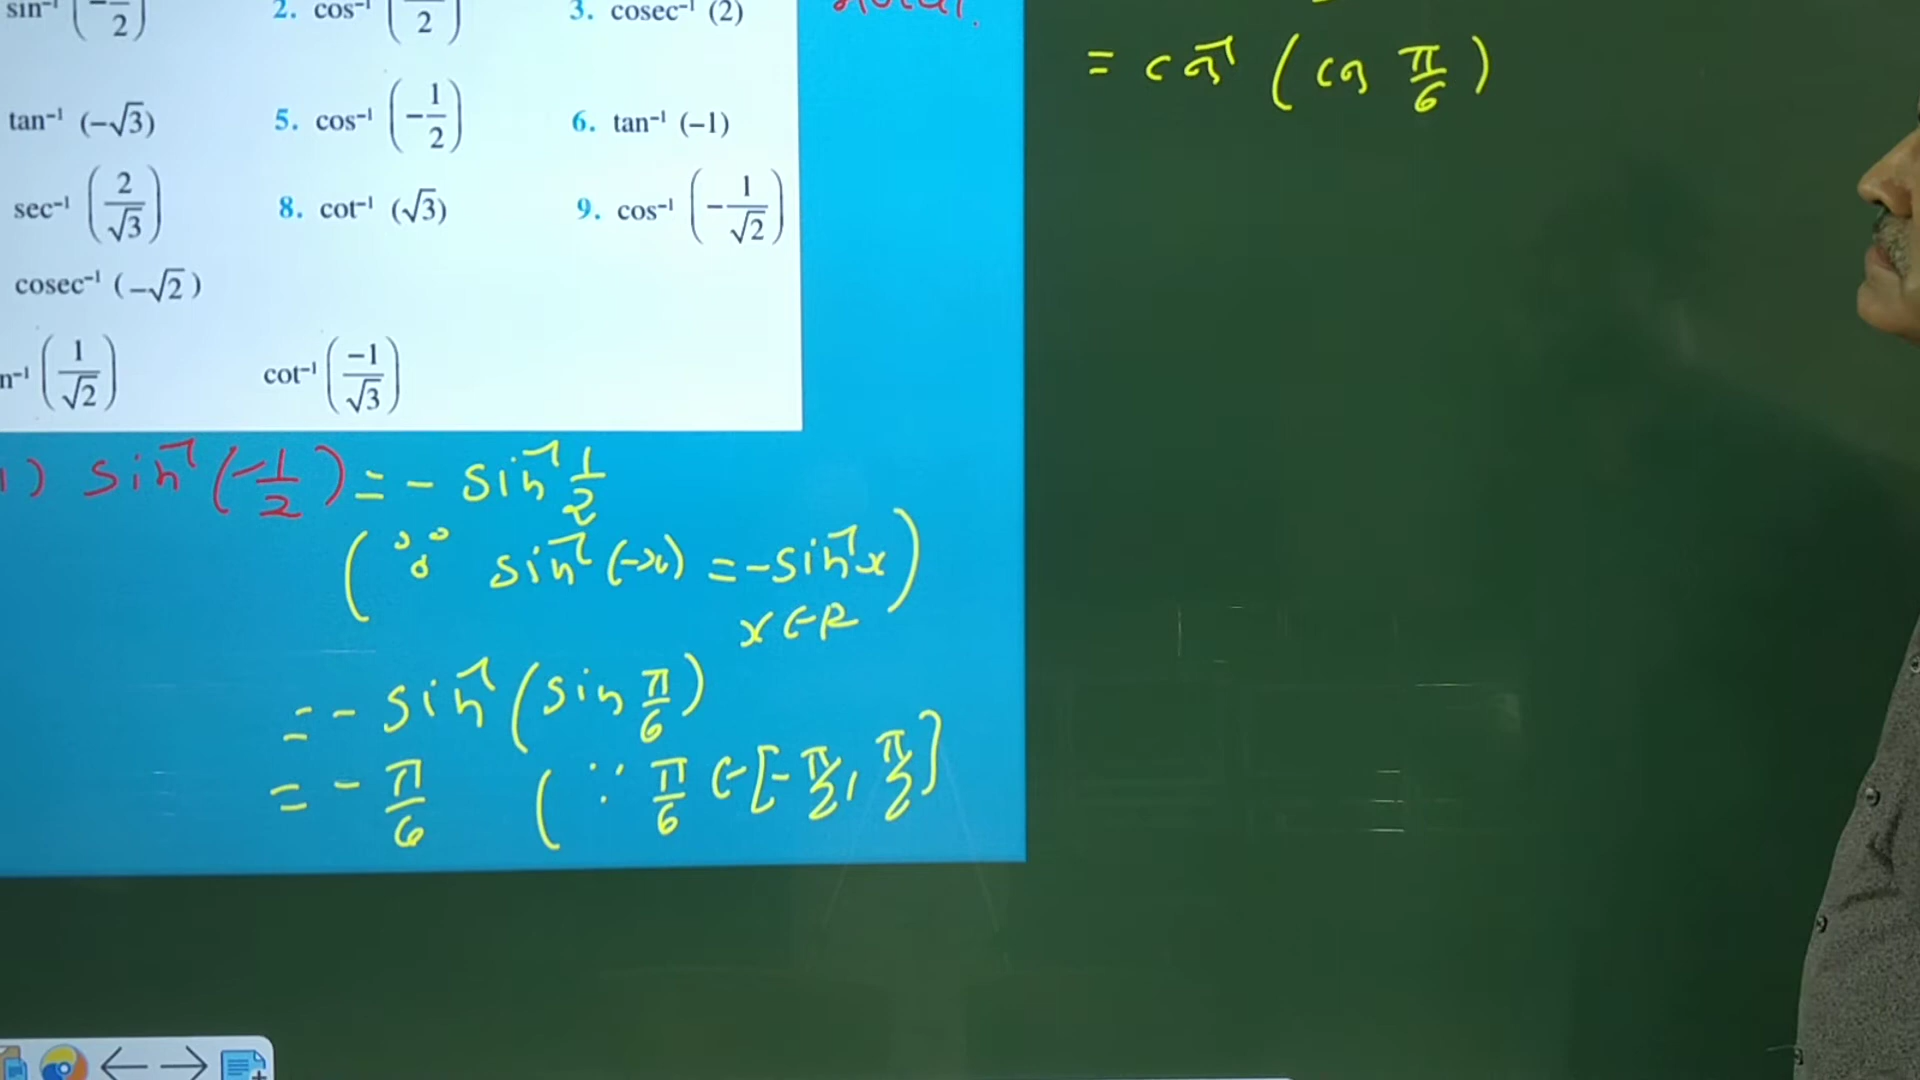 sin⁻¹ (−‾/2) 2. cos⁻¹ (‾/2) 3. cosec⁻¹ (2)
tan⁻¹ (−√3) 5. cos⁻¹ (−1/2) 6. tan⁻¹ (−1)
sec⁻¹ (2/√3) 8. cot⁻¹ (√3) 9. cos⁻¹ (−1/√2)
cosec⁻¹ (−√2)
n⁻¹ (1/√2) cot⁻¹ (−1/√3)
1) sin⁻¹ (−1/2) = − sin⁻¹ 1/2
(∵ sin⁻¹ (−x) = −sin⁻¹x)
x∈R
= − sin⁻¹ (sin π/6)
= − π/6 (∵ π/6 ∈ [−π/2, π/2]
= cos⁻¹ (cos π/6)